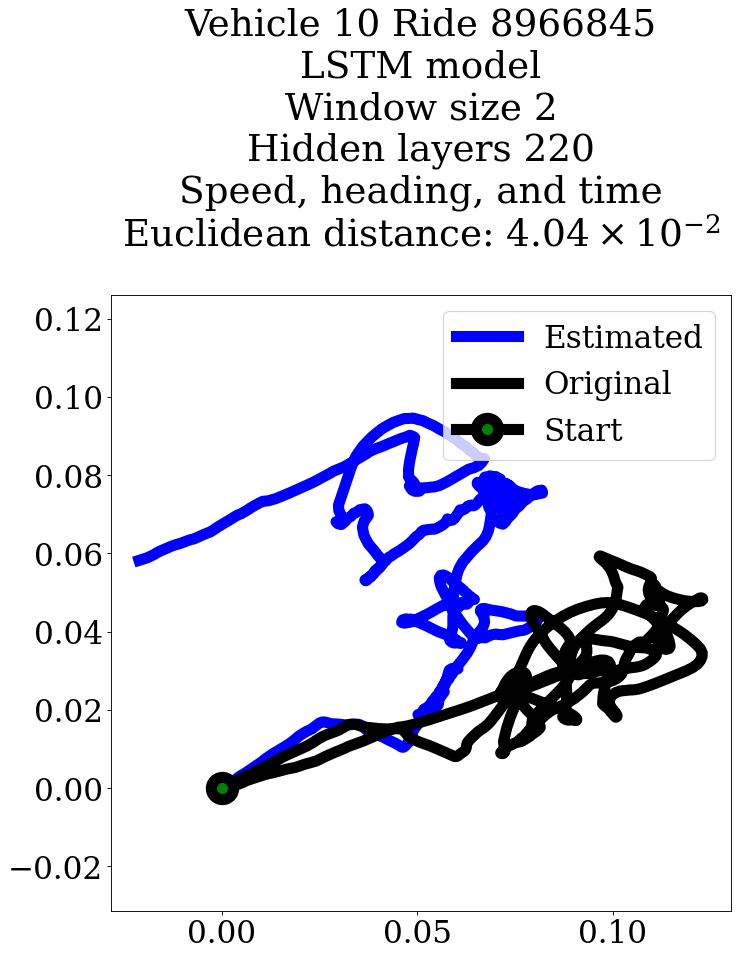 Vehicle 10 Ride 8966845
LSTM model
Window size 2
Hidden layers 220
Speed, heading, and time
Euclidean distance: 4.04 × 10⁻²
0.12
0.10
0.08
0.06
0.04
0.02
0.00
−0.02
Estimated
Original
Start
0.00 0.05 0.10